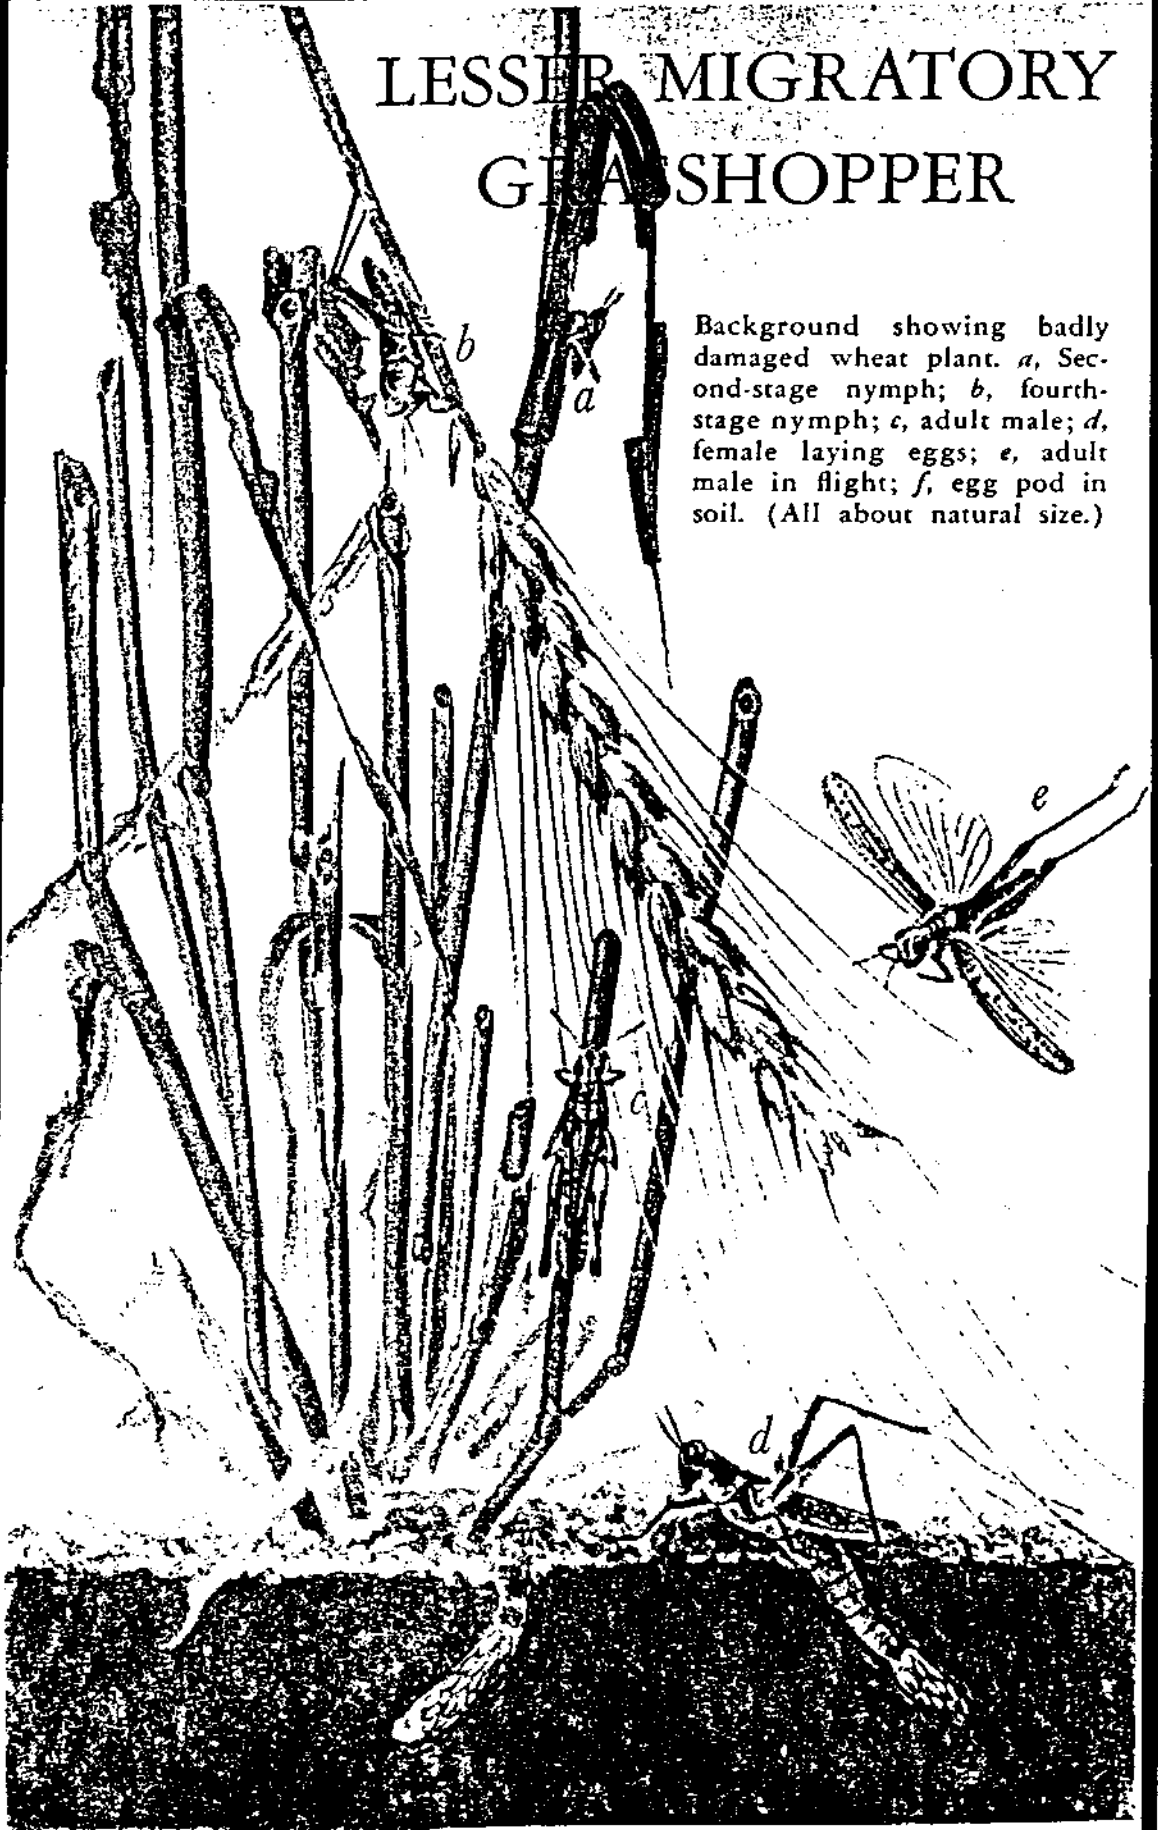 LESSER MIGRATORY
GRASSHOPPER
Background showing badly
damaged wheat plant. a, Sec-
ond-stage nymph; b, fourth-
stage nymph; c, adult male; d,
female laying eggs; e, adult
male in flight; f, egg pod in
soil. (All about natural size.)
b
a
e
c
d